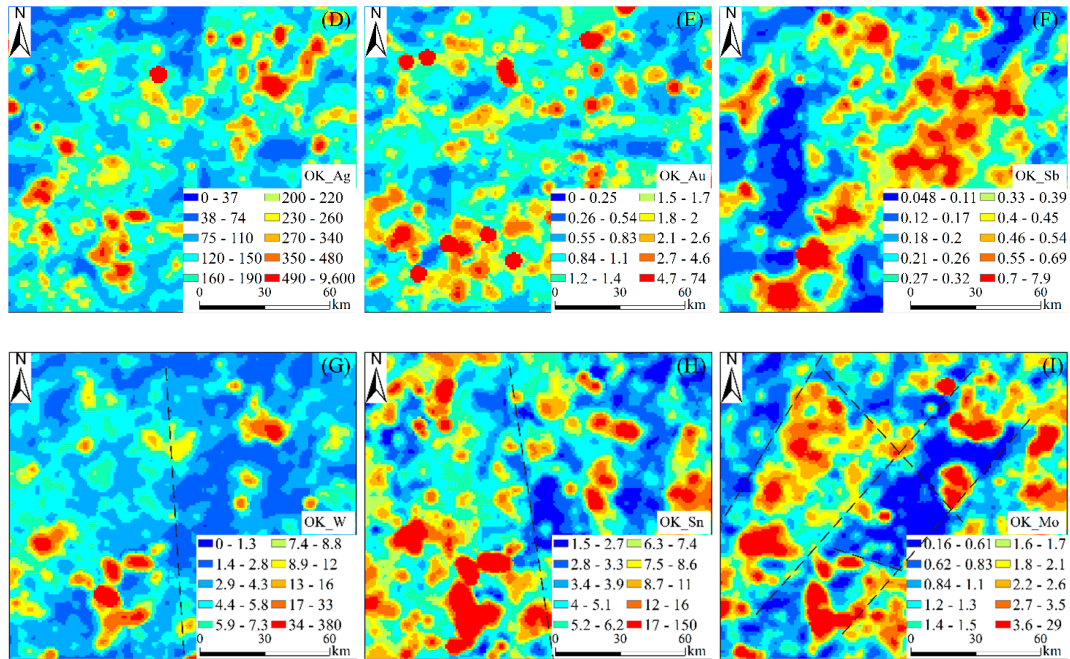 N
(D)
OK_Ag
0 - 37 200 - 220
38 - 74 230 - 260
75 - 110 270 - 340
120 - 150 350 - 480
160 - 190 490 - 9,600
0 30 60
km
N
(E)
OK_Au
0 - 0.25 1.5 - 1.7
0.26 - 0.54 1.8 - 2
0.55 - 0.83 2.1 - 2.6
0.84 - 1.1 2.7 - 4.6
1.2 - 1.4 4.7 - 74
0 30 60
km
N
(F)
OK_Sb
0.048 - 0.11 0.33 - 0.39
0.12 - 0.17 0.4 - 0.45
0.18 - 0.2 0.46 - 0.54
0.21 - 0.26 0.55 - 0.69
0.27 - 0.32 0.7 - 7.9
0 30 60
km
N
(G)
OK_W
0 - 1.3 7.4 - 8.8
1.4 - 2.8 8.9 - 12
2.9 - 4.3 13 - 16
4.4 - 5.8 17 - 33
5.9 - 7.3 34 - 380
0 30 60
km
N
(H)
OK_Sn
1.5 - 2.7 6.3 - 7.4
2.8 - 3.3 7.5 - 8.6
3.4 - 3.9 8.7 - 11
4 - 5.1 12 - 16
5.2 - 6.2 17 - 150
0 30 60
km
N
(I)
OK_Mo
0.16 - 0.61 1.6 - 1.7
0.62 - 0.83 1.8 - 2.1
0.84 - 1.1 2.2 - 2.6
1.2 - 1.3 2.7 - 3.5
1.4 - 1.5 3.6 - 29
0 30 60
km